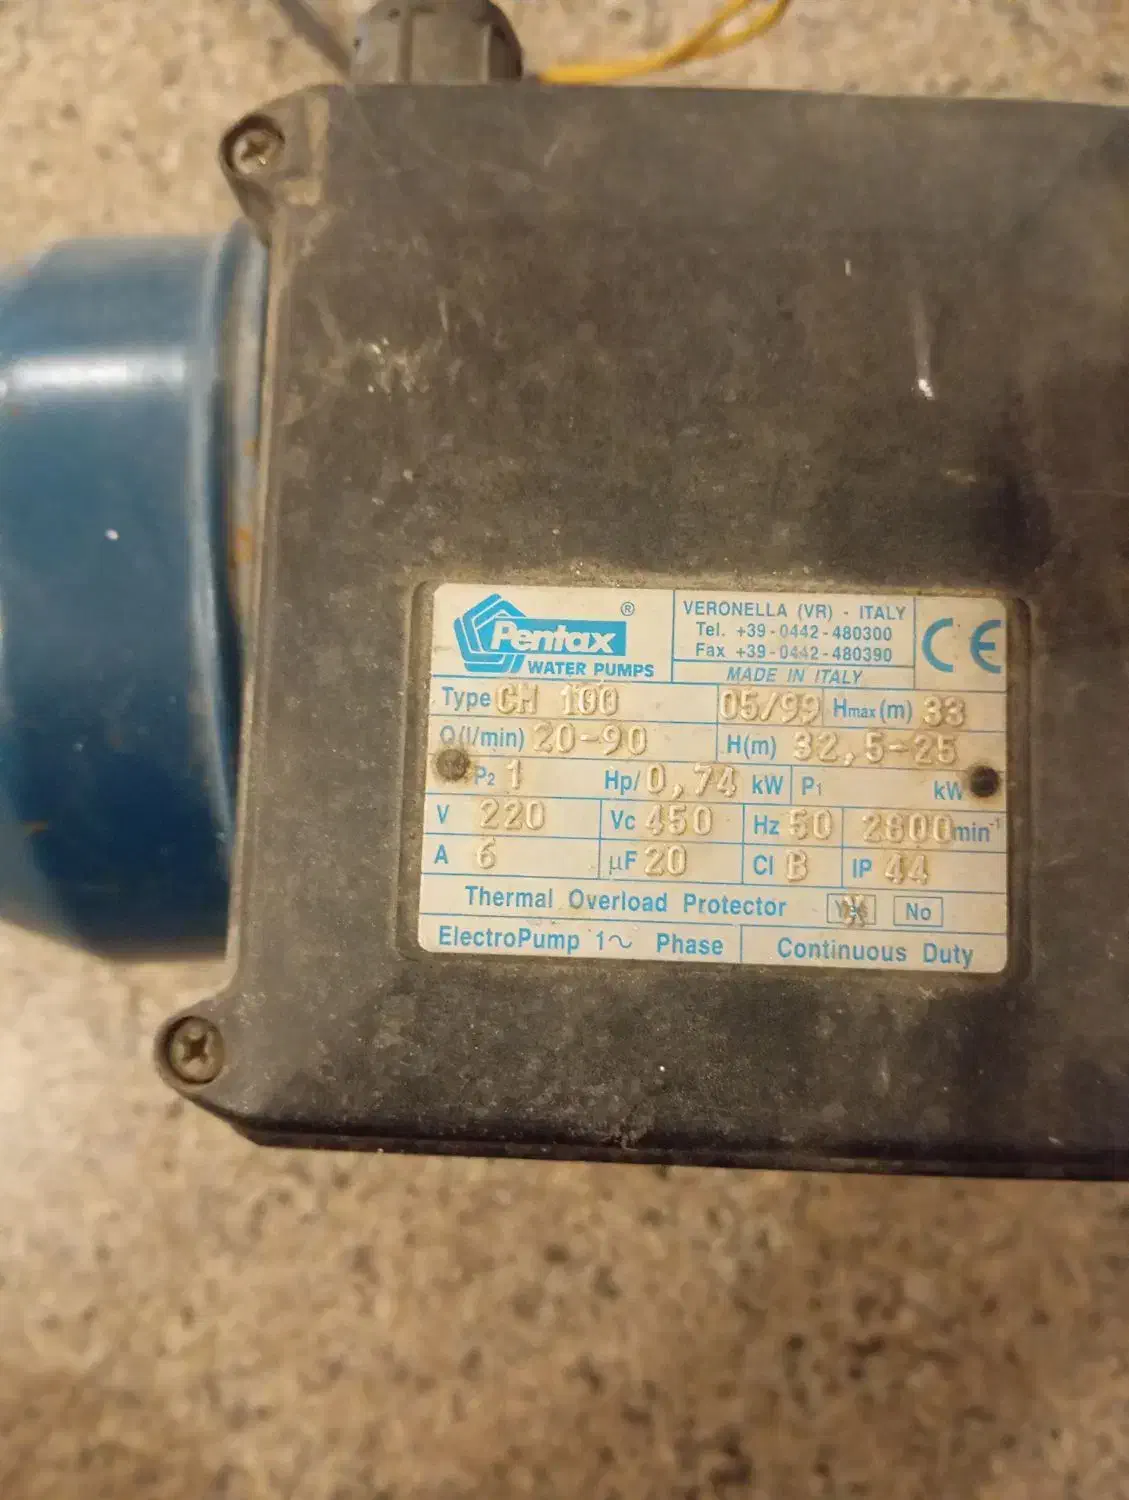 Pentax ®
WATER PUMPS
VERONELLA (VR) - ITALY
Tel. +39-0442-480300
Fax +39-0442-480390
MADE IN ITALY
CE
Type CM 100 05/99 Hmax (m) 33
Q(l/min) 20-90 H(m) 32,5-25
P2 1 Hp/0,74 kW P1 kW
V 220 Vc 450 Hz 50 2800 min-1
A 6 µF 20 Cl B IP 44
Thermal Overload Protector Yes X No
ElectroPump 1~ Phase Continuous Duty